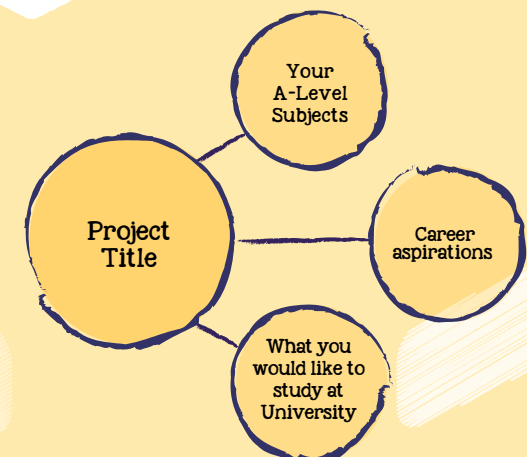 Your
A-Level
Subjects
Project
Title
Career
aspirations
What you
would like to
study at
University